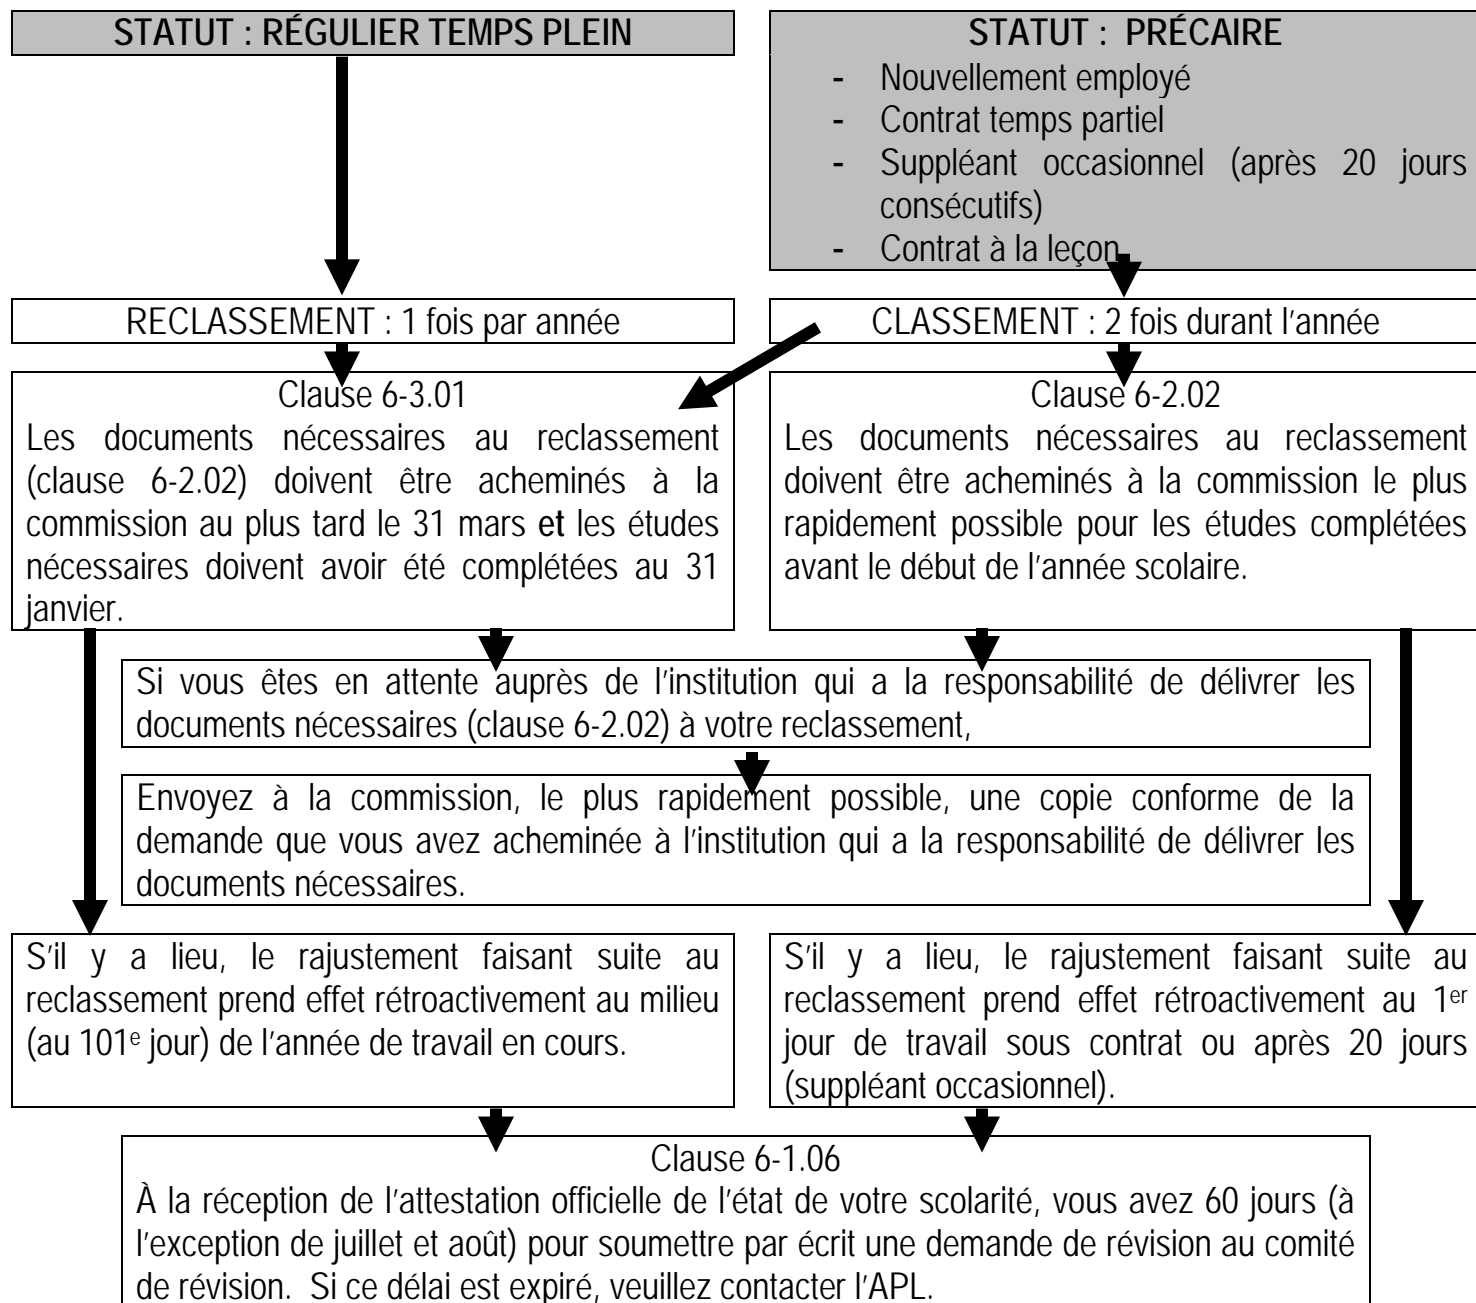 STATUT : RÉGULIER TEMPS PLEIN
STATUT :  PRÉCAIRE
- Nouvellement employé
- Contrat temps partiel
- Suppléant occasionnel (après 20 jours
consécutifs)
- Contrat à la leçon
RECLASSEMENT : 1 fois par année
CLASSEMENT : 2 fois durant l'année
Clause 6-3.01
Les documents nécessaires au reclassement
(clause 6-2.02) doivent être acheminés à la
commission au plus tard le 31 mars et les études
nécessaires doivent avoir été complétées au 31
janvier.
Clause 6-2.02
Les documents nécessaires au reclassement
doivent être acheminés à la commission le plus
rapidement possible pour les études complétées
avant le début de l'année scolaire.
Si vous êtes en attente auprès de l'institution qui a la responsabilité de délivrer les
documents nécessaires (clause 6-2.02) à votre reclassement,
Envoyez à la commission, le plus rapidement possible, une copie conforme de la
demande que vous avez acheminée à l'institution qui a la responsabilité de délivrer les
documents nécessaires.
S'il y a lieu, le rajustement faisant suite au
reclassement prend effet rétroactivement au milieu
(au 101e jour) de l'année de travail en cours.
S'il y a lieu, le rajustement faisant suite au
reclassement prend effet rétroactivement au 1er
jour de travail sous contrat ou après 20 jours
(suppléant occasionnel).
Clause 6-1.06
À la réception de l'attestation officielle de l'état de votre scolarité, vous avez 60 jours (à
l'exception de juillet et août) pour soumettre par écrit une demande de révision au comité
de révision.  Si ce délai est expiré, veuillez contacter l'APL.